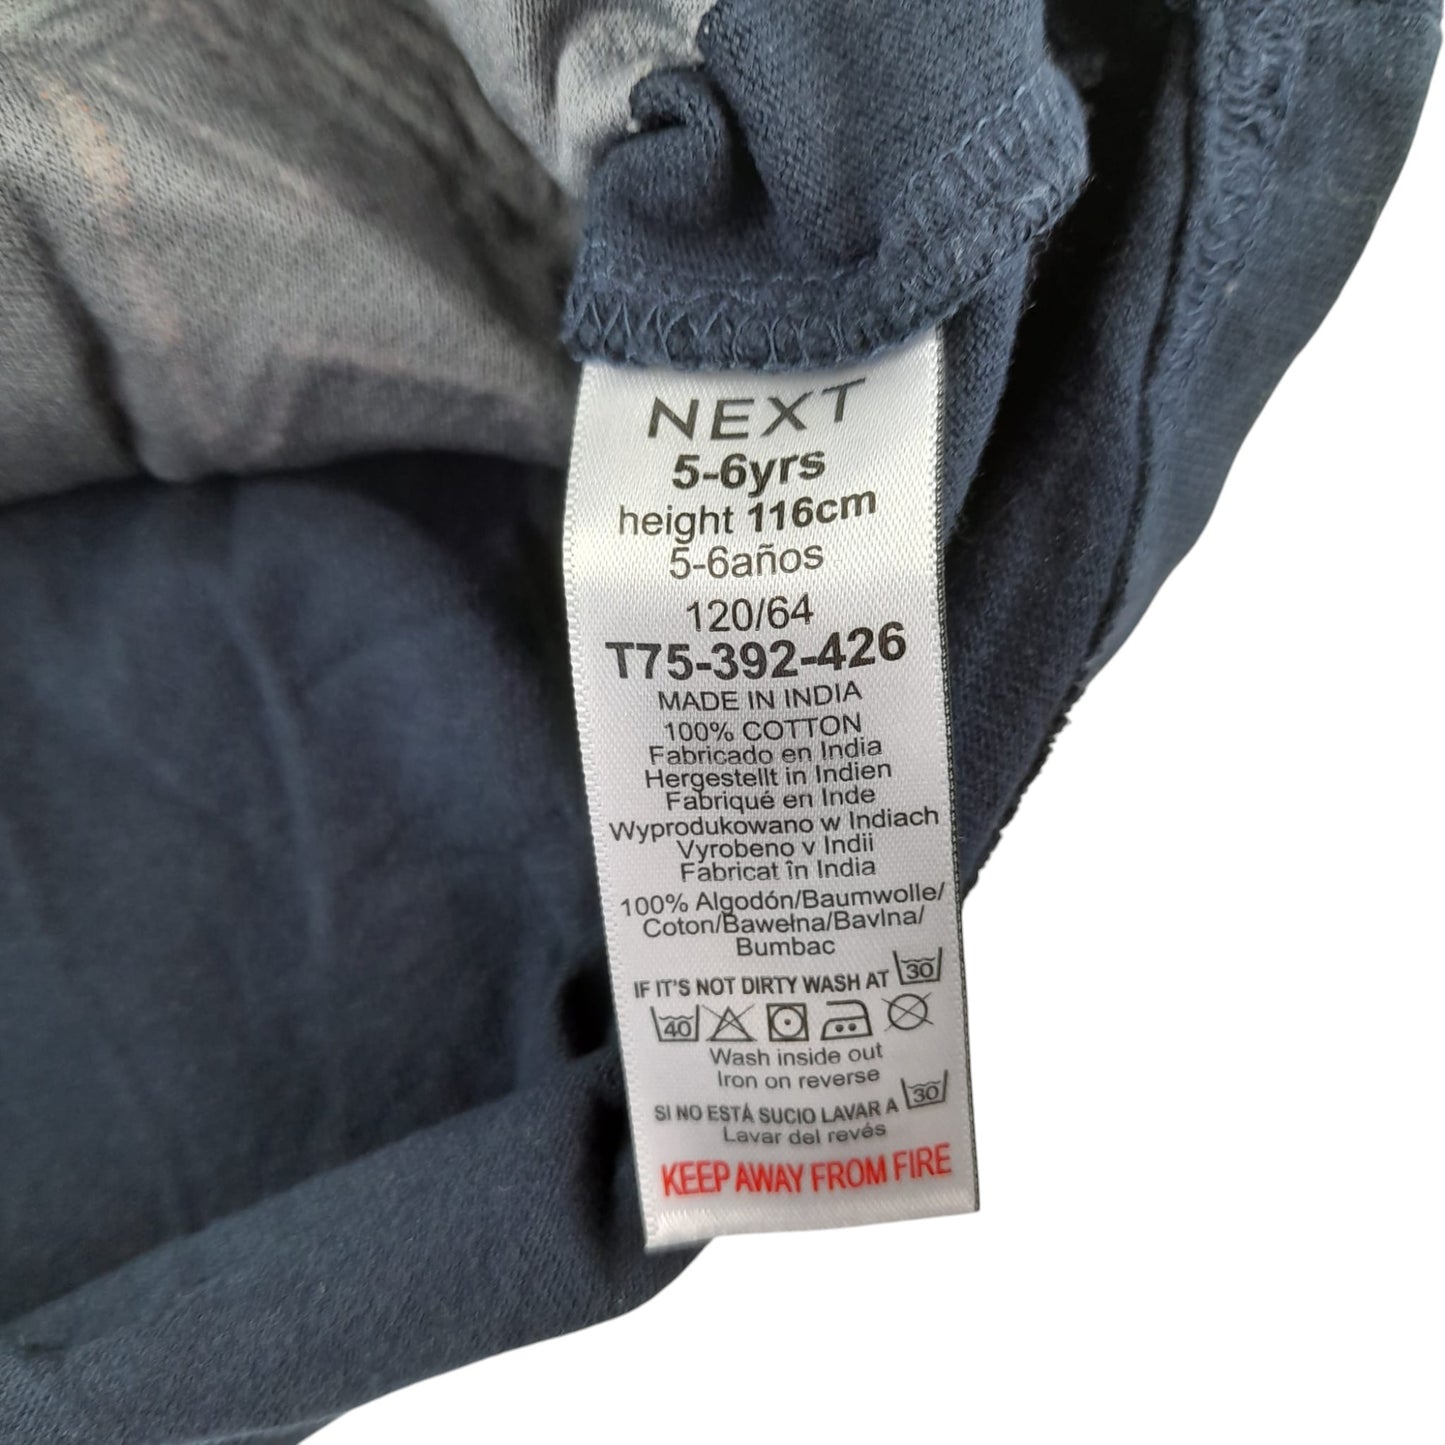 NEXT
5-6yrs
height 116cm
5-6años
120/64
T75-392-426
MADE IN INDIA
100% COTTON
Fabricado en India
Hergestellt in Indien
Fabriqué en Inde
Wyprodukowano w Indiach
Vyrobeno v Indii
Fabricat în India
100% Algodón/Baumwolle/
Coton/Bawełna/Bavlna/
Bumbac
IF IT'S NOT DIRTY WASH AT 30
40
Wash inside out
Iron on reverse
SI NO ESTÁ SUCIO LAVAR A 30
Lavar del revés
KEEP AWAY FROM FIRE